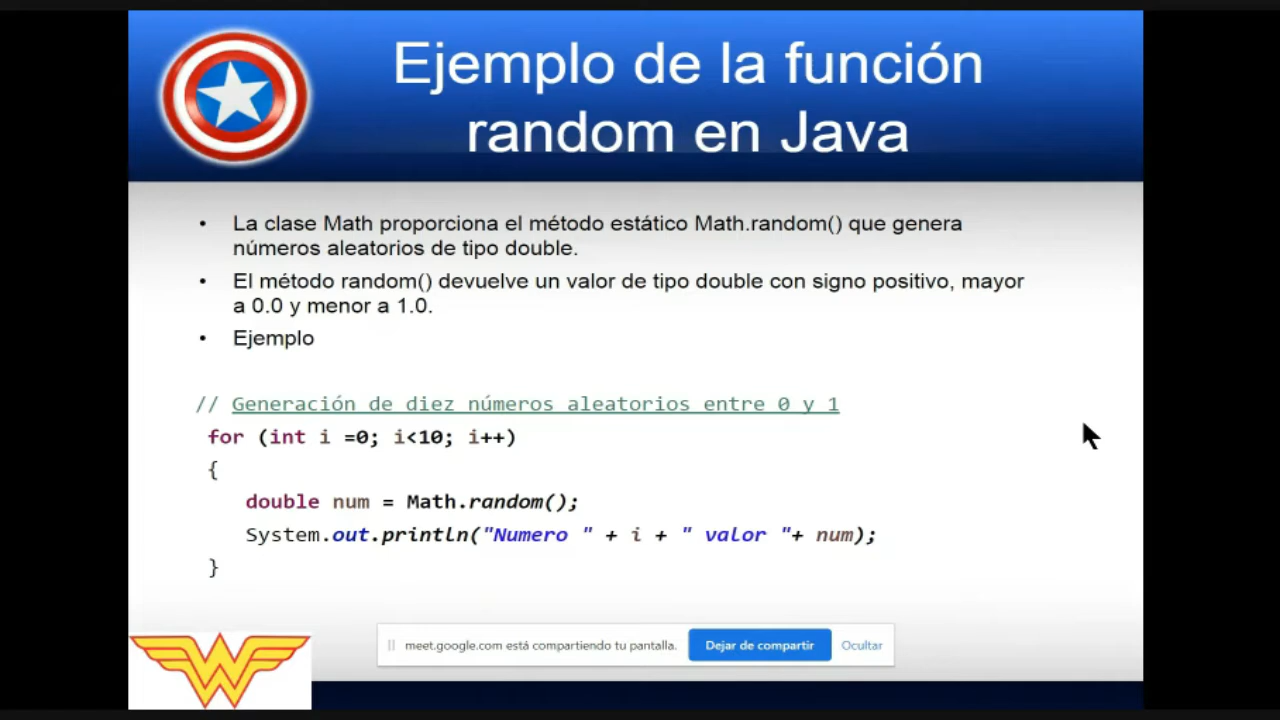 Ejemplo de la función
random en Java
• La clase Math proporciona el método estático Math.random() que genera
números aleatorios de tipo double.
• El método random() devuelve un valor de tipo double con signo positivo, mayor
a 0.0 y menor a 1.0.
• Ejemplo
// Generación de diez números aleatorios entre 0 y 1
for (int i =0; i<10; i++)
{
double num = Math.random();
System.out.println("Numero " + i + " valor "+ num);
}
meet.google.com está compartiendo tu pantalla. Dejar de compartir Ocultar